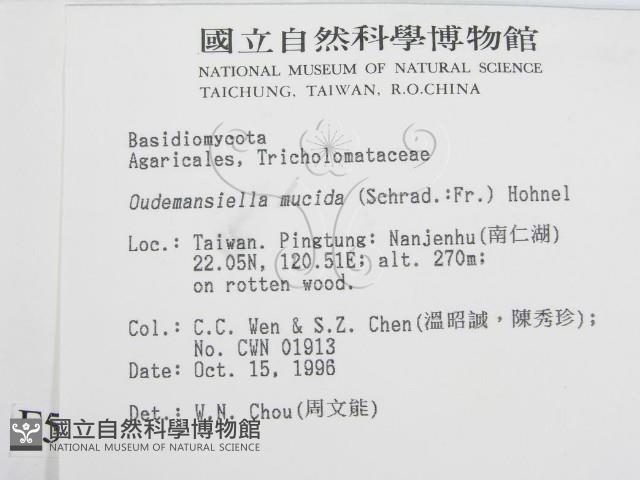 國立自然科學博物館
NATIONAL MUSEUM OF NATURAL SCIENCE
TAICHUNG, TAIWAN, R.O.CHINA
Basidiomycota
Agaricales, Tricholomataceae
Oudemansiella mucida (Schrad.:Fr.) Hohnel
Loc.: Taiwan. Pingtung: Nanjenhu(南仁湖)
22.05N, 120.51E; alt. 270m;
on rotten wood.
Col.: C.C. Wen & S.Z. Chen(溫昭誠，陳秀珍);
No. CWN 01913
Date: Oct. 15, 1996
Det.: W.N. Chou(周文能)
F5
國立自然科學博物館
NATIONAL MUSEUM OF NATURAL SCIENCE